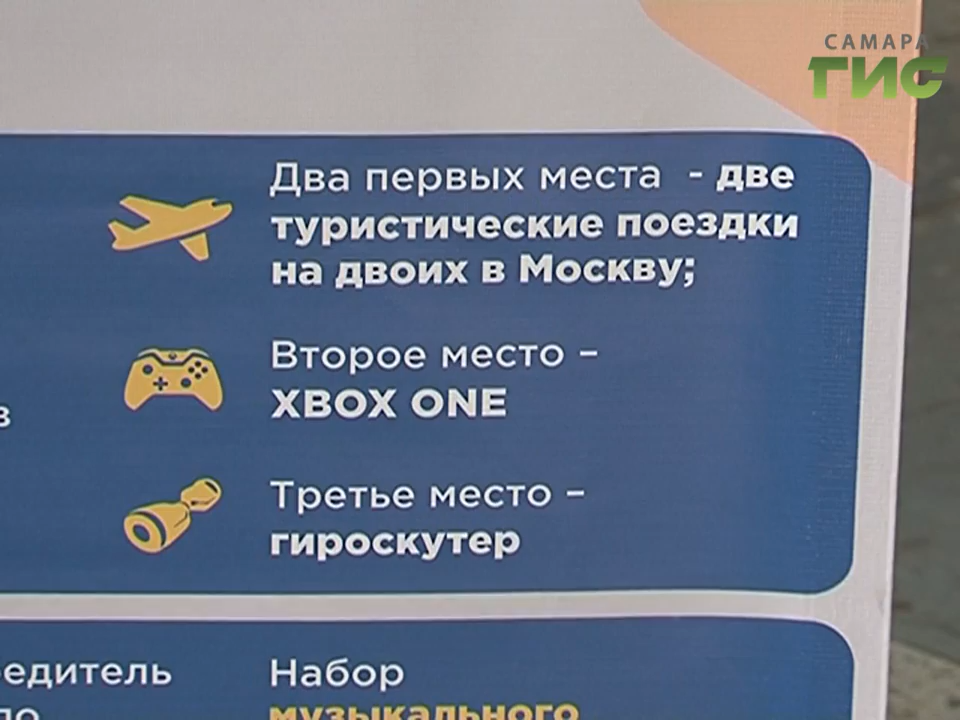 САМАРА
ГИС
Два первых места - две
туристические поездки
на двоих в Москву;
Второе место –
XBOX ONE
в
Третье место –
гироскутер
Набор
музыкального